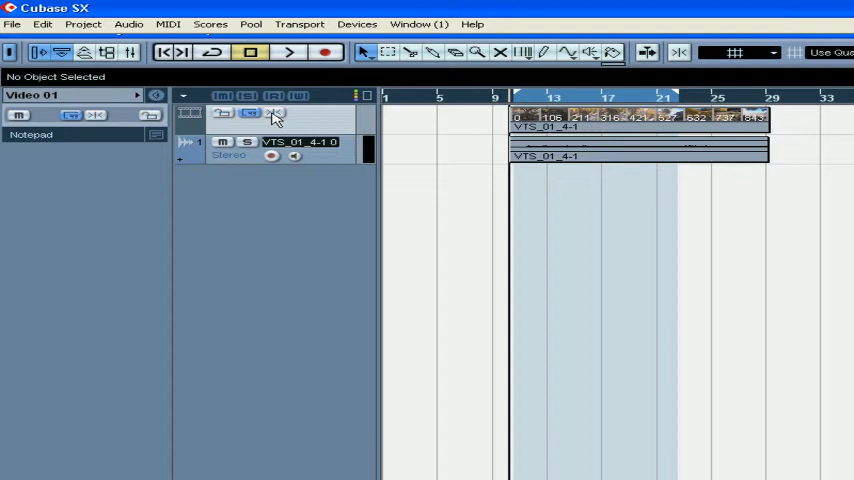 Cubase SX
File Edit Project Audio MIDI Scores Pool Transport Devices Window (1) Help
Use Qua
No Object Selected
Video 01
M S R W
1 5 13 17 21 25 29 33
m
0 106 211 316 421 527 632 737 843
VTS_01_4-1
Notepad
1 m S VTS_01_4-1 0
Stereo
VTS_01_4-1